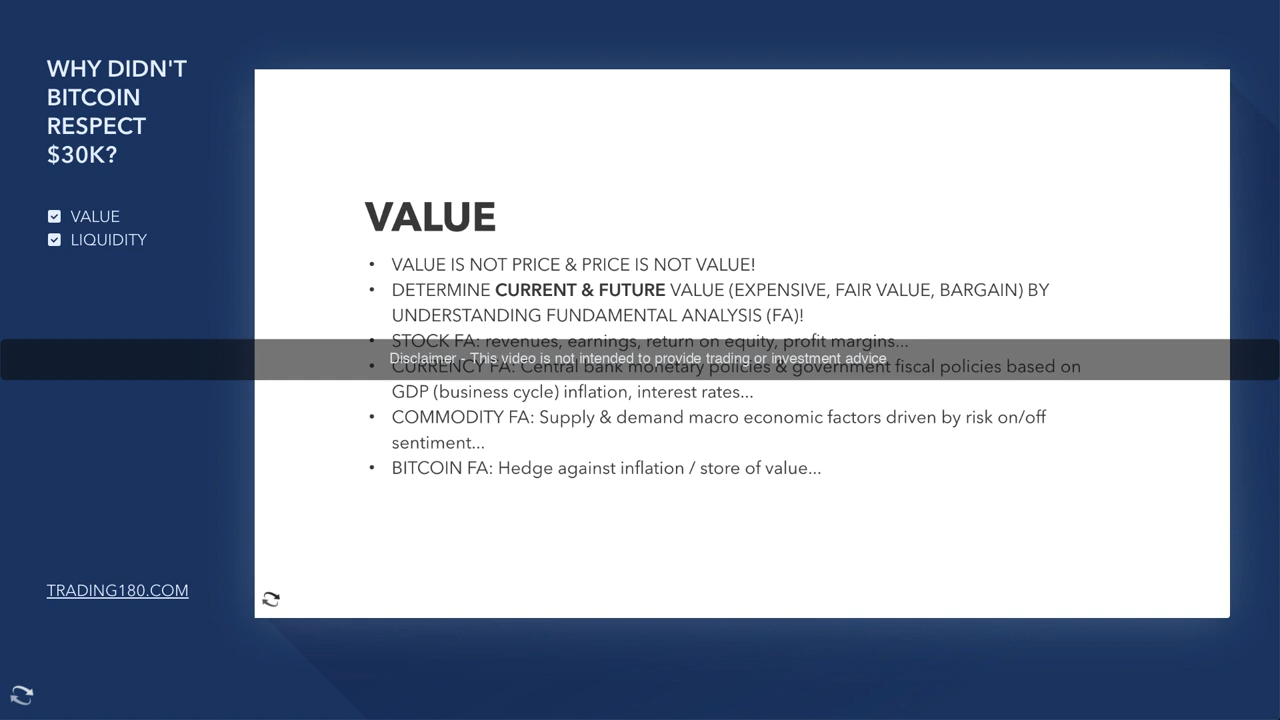 WHY DIDN'T
BITCOIN
RESPECT
$30K?
VALUE
LIQUIDITY
TRADING180.COM
VALUE
• VALUE IS NOT PRICE & PRICE IS NOT VALUE!
• DETERMINE CURRENT & FUTURE VALUE (EXPENSIVE, FAIR VALUE, BARGAIN) BY
UNDERSTANDING FUNDAMENTAL ANALYSIS (FA)!
• STOCK FA: revenues, earnings, return on equity, profit margins...
Disclaimer - This video is not intended to provide trading or investment advice.
• CURRENCY FA: Central bank monetary policies & government fiscal policies based on
GDP (business cycle) inflation, interest rates...
• COMMODITY FA: Supply & demand macro economic factors driven by risk on/off
sentiment...
• BITCOIN FA: Hedge against inflation / store of value...